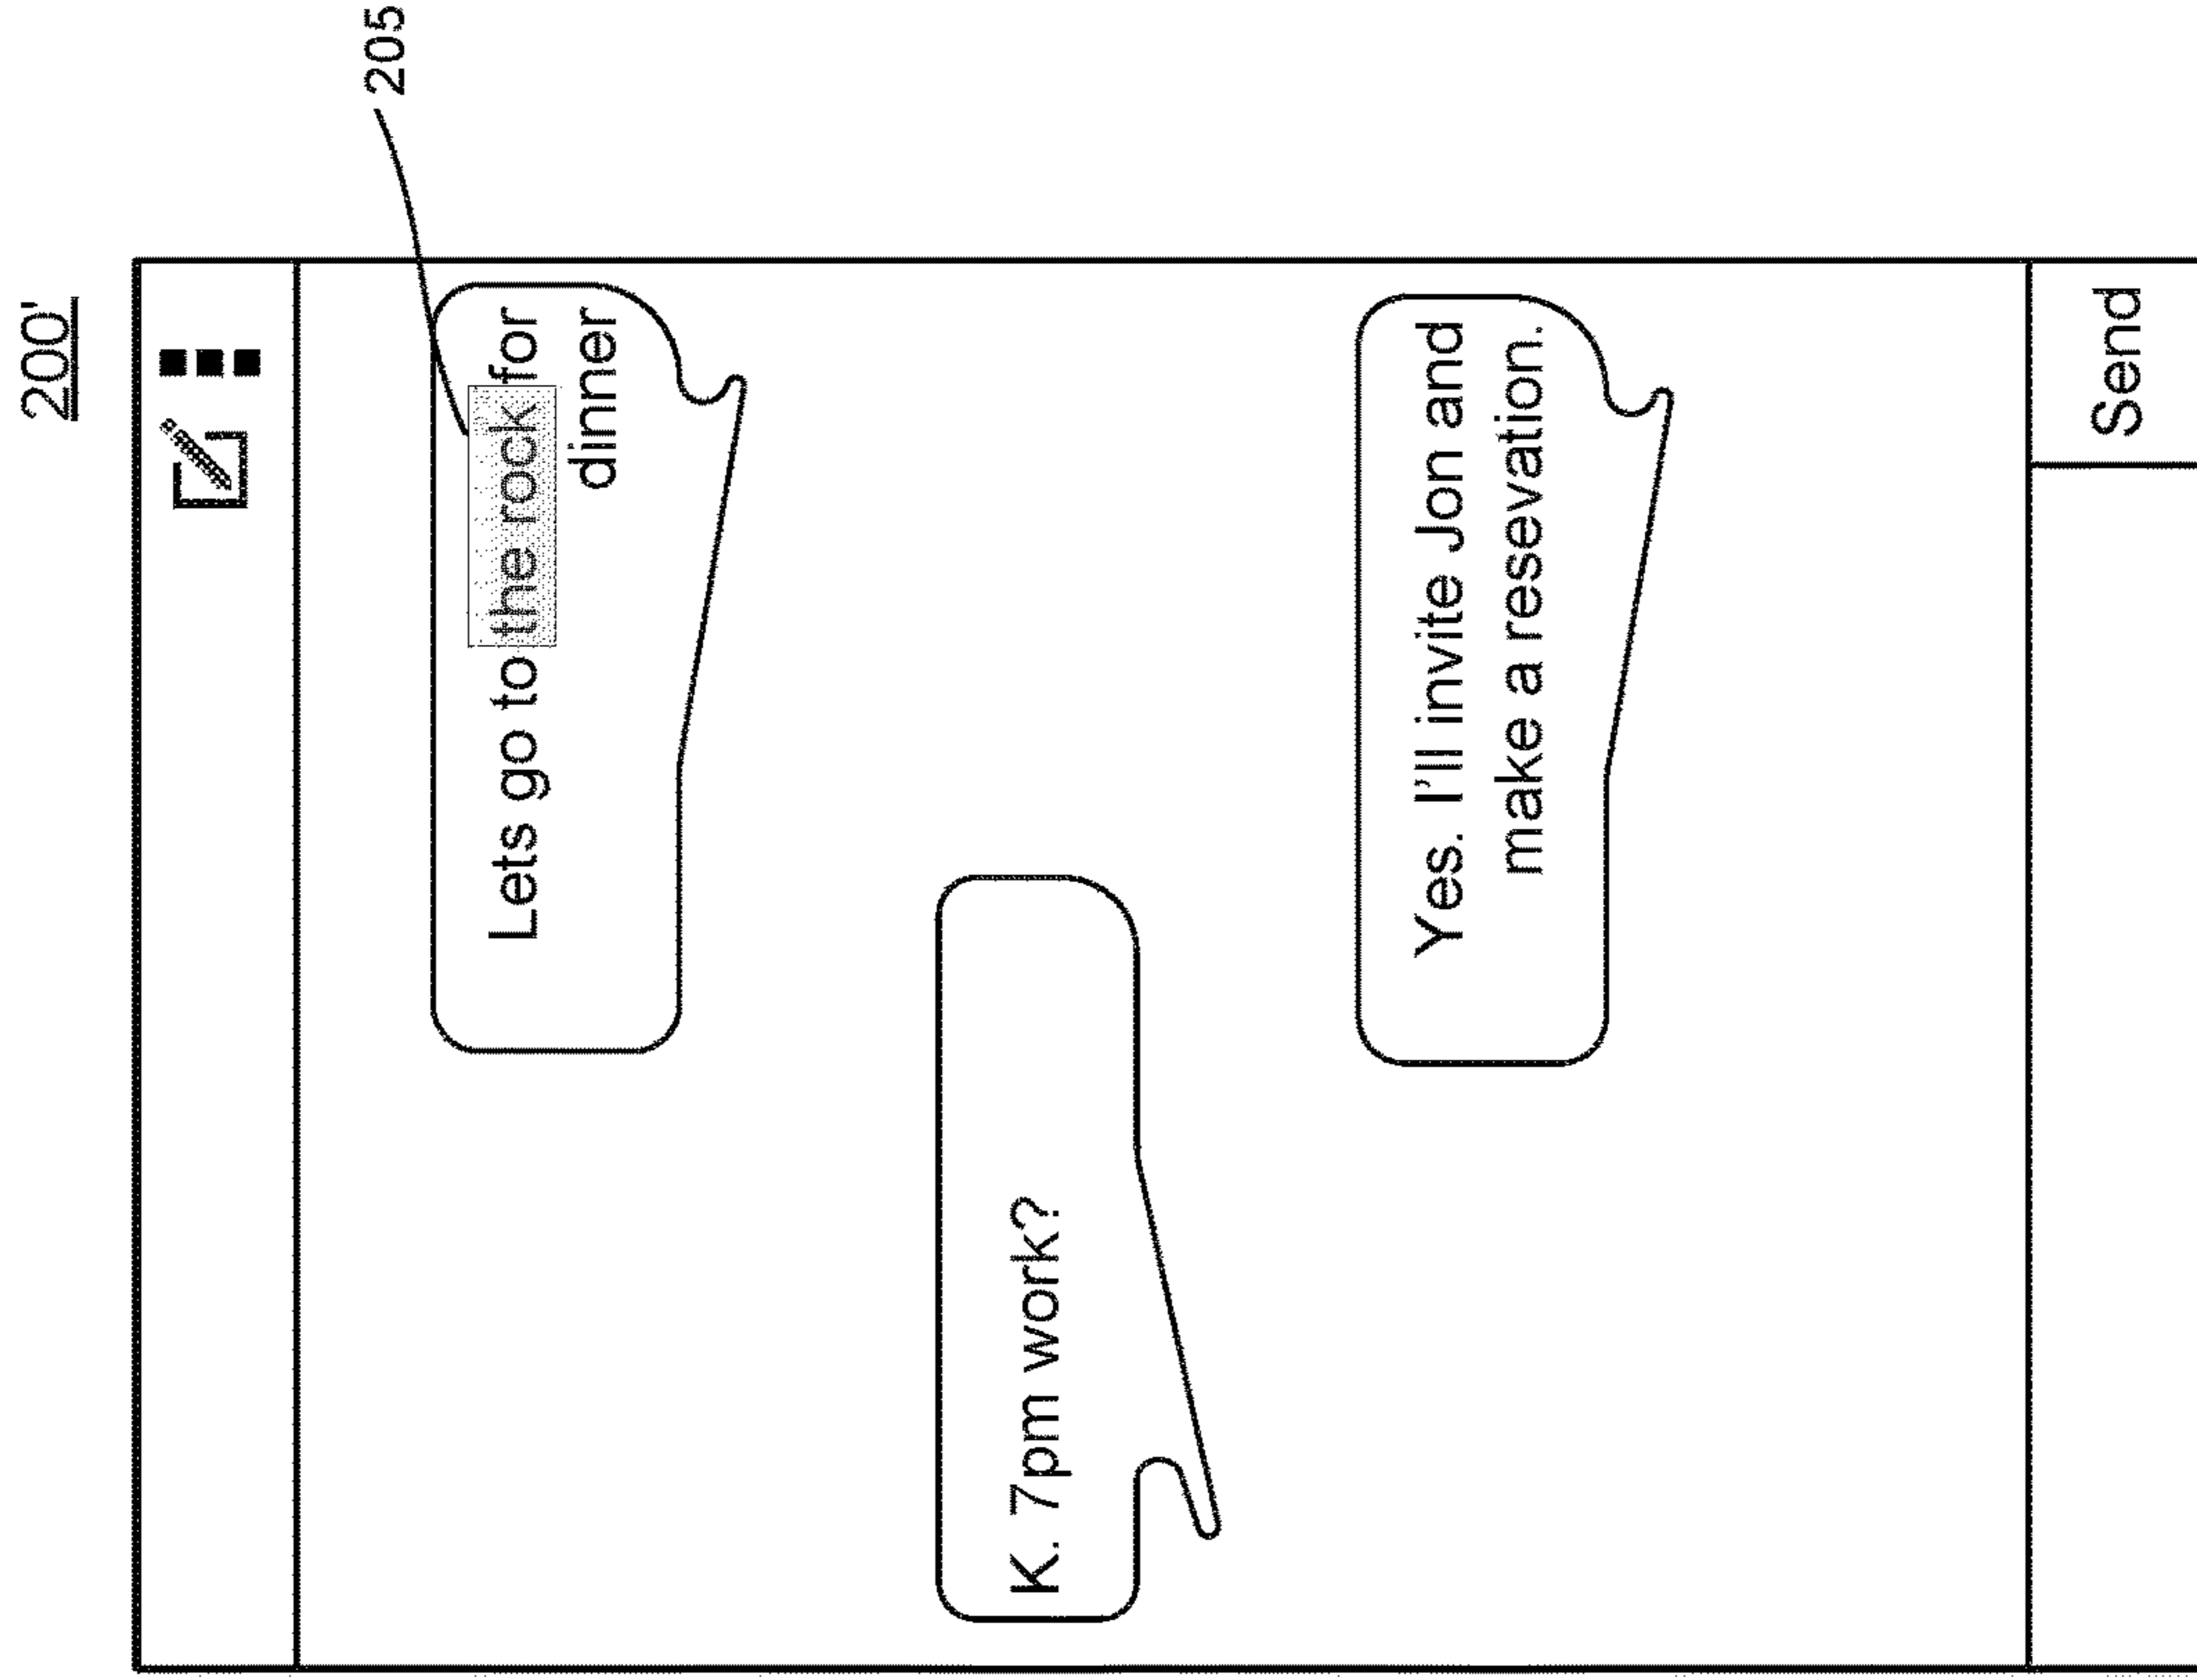 200'
205
Lets go to the rock for
dinner
K. 7pm work?
Yes. I'll invite Jon and
make a resevation.
Send